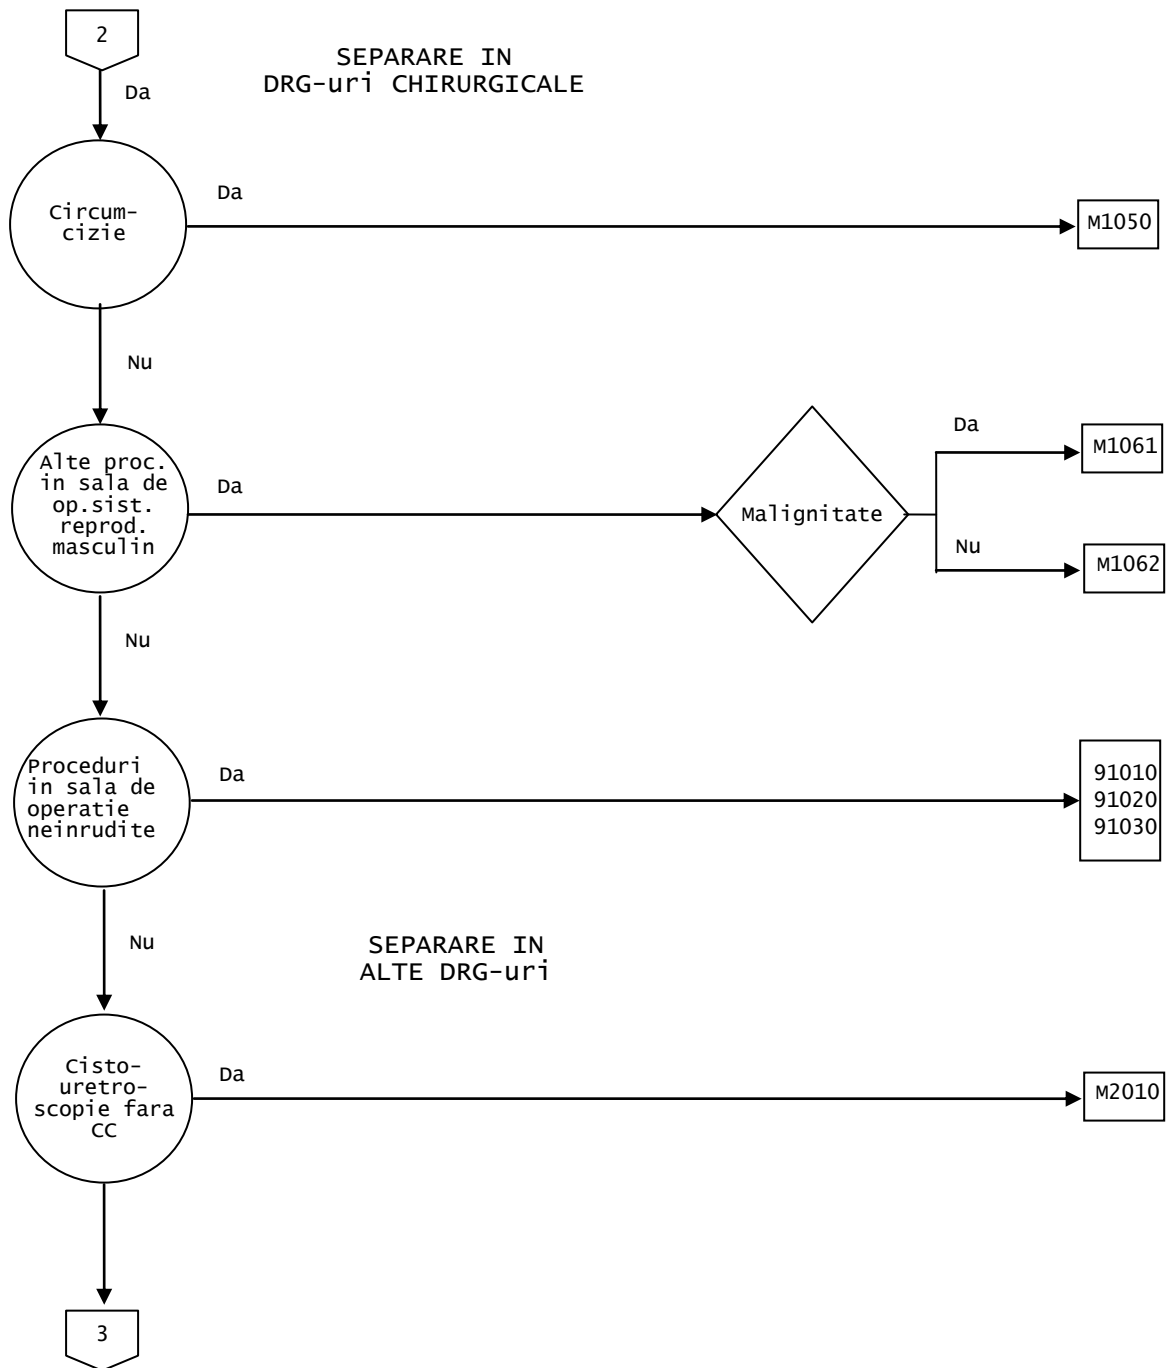 2
SEPARARE IN
DRG-uri CHIRURGICALE
Da
Circum-
cizie
Da
M1050
Nu
Alte proc.
in sala de
op.sist.
reprod.
masculin
Da
Malignitate
Da
M1061
Nu
M1062
Nu
Proceduri
in sala de
operatie
neinrudite
Da
91010
91020
91030
Nu
SEPARARE IN
ALTE DRG-uri
Cisto-
uretro-
scopie fara
CC
Da
M2010
3